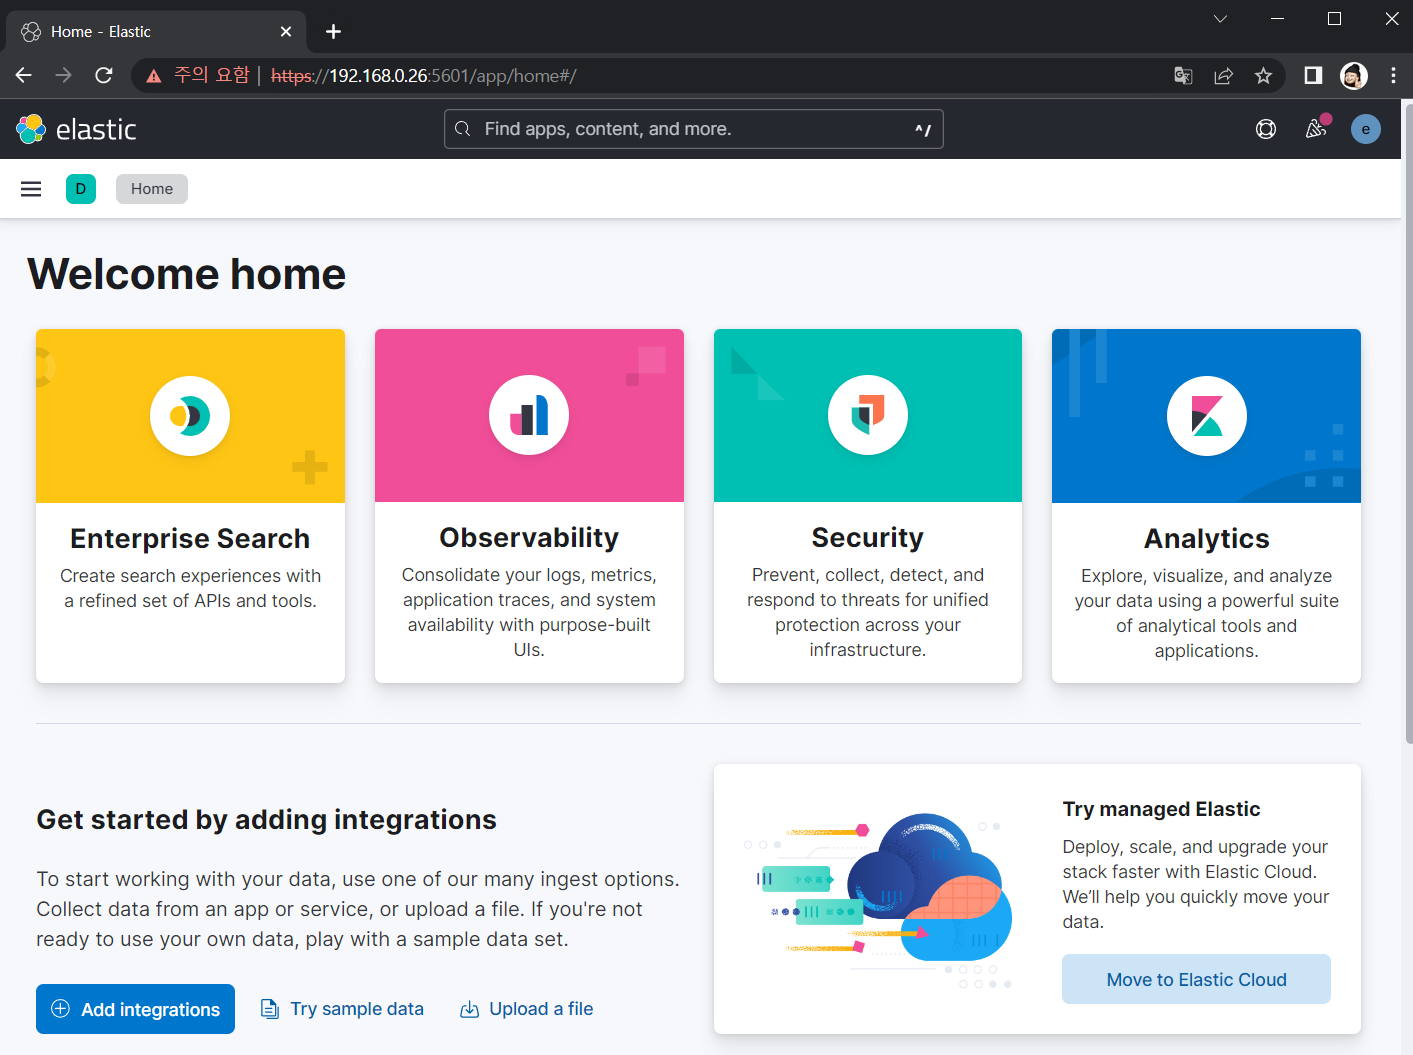 Home - Elastic
주의 요함 | https://192.168.0.26:5601/app/home#/
elastic
Find apps, content, and more.
^/
e
D
Home
Welcome home
Enterprise Search
Create search experiences with
a refined set of APIs and tools.
Observability
Consolidate your logs, metrics,
application traces, and system
availability with purpose-built
UIs.
Security
Prevent, collect, detect, and
respond to threats for unified
protection across your
infrastructure.
Analytics
Explore, visualize, and analyze
your data using a powerful suite
of analytical tools and
applications.
Get started by adding integrations
To start working with your data, use one of our many ingest options.
Collect data from an app or service, or upload a file. If you're not
ready to use your own data, play with a sample data set.
Add integrations
Try sample data
Upload a file
Try managed Elastic
Deploy, scale, and upgrade your
stack faster with Elastic Cloud.
We’ll help you quickly move your
data.
Move to Elastic Cloud